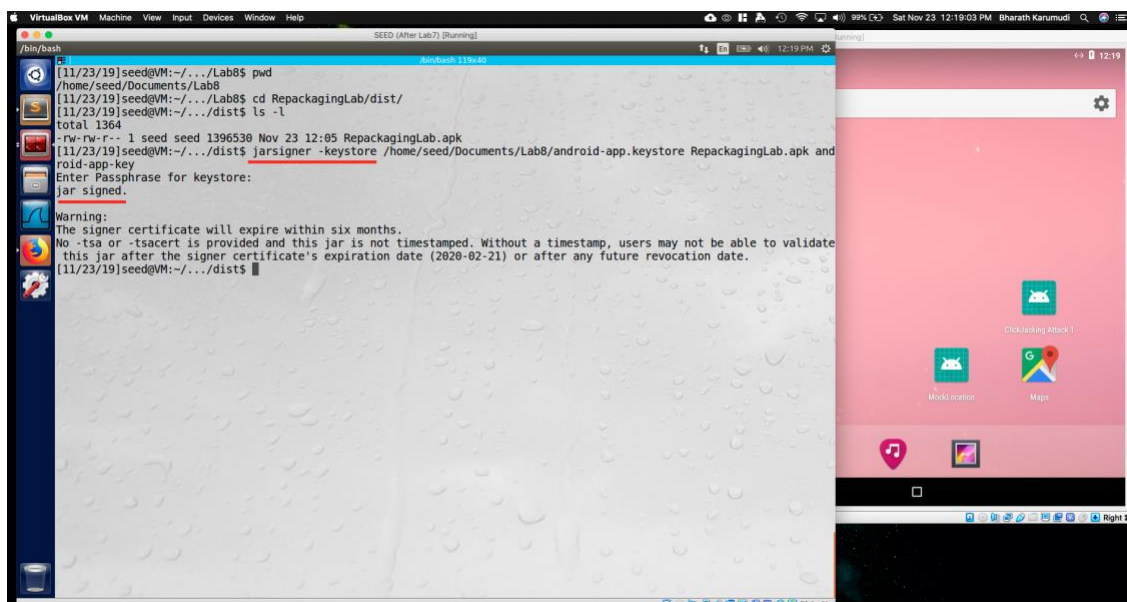 VirtualBox VM Machine View Input Devices Window Help
99% Sat Nov 23 12:19:03 PM Bharath Karumudi
SEED (After Lab7) [Running]
/bin/bash
En
12:19 PM
/bin/bash 119x40
[11/23/19]seed@VM:~/.../Lab8$ pwd
/home/seed/Documents/Lab8
[11/23/19]seed@VM:~/.../Lab8$ cd RepackagingLab/dist/
[11/23/19]seed@VM:~/.../dist$ ls -l
total 1364
-rw-rw-r-- 1 seed seed 1396530 Nov 23 12:05 RepackagingLab.apk
[11/23/19]seed@VM:~/.../dist$ jarsigner -keystore /home/seed/Documents/Lab8/android-app.keystore RepackagingLab.apk and
roid-app-key
Enter Passphrase for keystore:
jar signed.
Warning:
The signer certificate will expire within six months.
No -tsa or -tsacert is provided and this jar is not timestamped. Without a timestamp, users may not be able to validate
this jar after the signer certificate's expiration date (2020-02-21) or after any future revocation date.
[11/23/19]seed@VM:~/.../dist$
12:19
ClickJacking Attack 1
MockLocation
Maps
Right